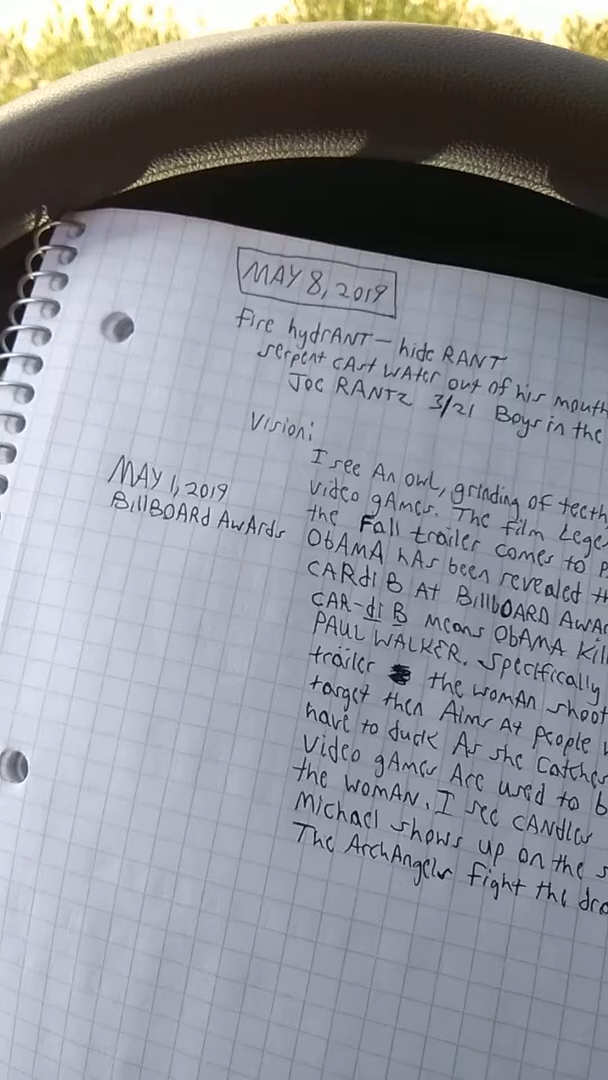 MAY 8, 2019
Fire hydrANT - hide RANT
serpent cAst wAter out of his mouth
JOE RANTZ 3/21 Boys in the
Vision:
I see An owl, grinding of teeth,
MAY 1, 2019
BillBOARd AwArds
video gAmes. The film Lege
the Fall trailer comes to
ObAMA hAs been revealed
CARdi B At BillbOARD AWA
CAR-di B meAns ObAMA Kill
PAUL WALKER. Specifically
trailer the womAn shoot
tArget then Aims At people
hAve to duck As she cAtches
Video gAmes Are used to b
the womAn. I see cANdles
MichAel shows up on the s
The ArchAngels fight the drA